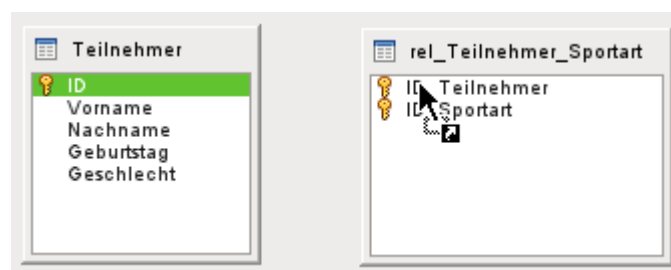 Teilnehmer
ID
Vorname
Nachname
Geburtstag
Geschlecht
rel_Teilnehmer_Sportart
ID_Teilnehmer
ID_Sportart